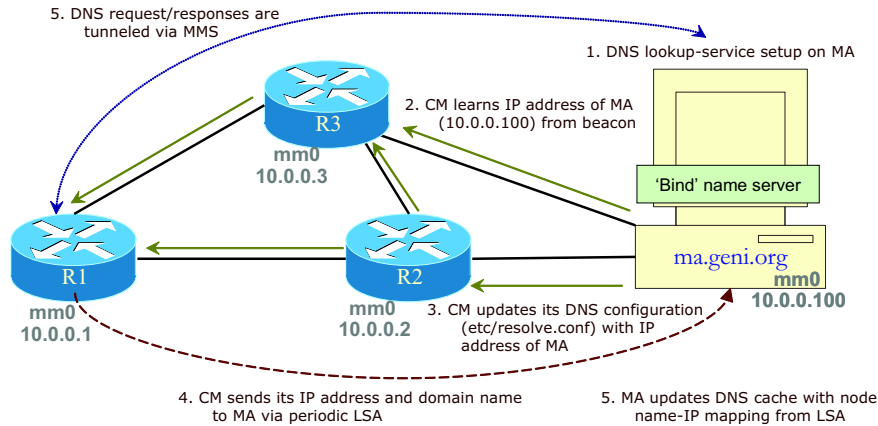 5. DNS request/responses are
tunneled via MMS
1. DNS lookup-service setup on MA
2. CM learns IP address of MA
(10.0.0.100) from beacon
R3
mm0
10.0.0.3
'Bind' name server
R1
R2
ma.geni.org
mm0
10.0.0.100
mm0
10.0.0.1
mm0
10.0.0.2
3. CM updates its DNS configuration
(etc/resolve.conf) with IP
address of MA
4. CM sends its IP address and domain name
to MA via periodic LSA
5. MA updates DNS cache with node
name-IP mapping from LSA